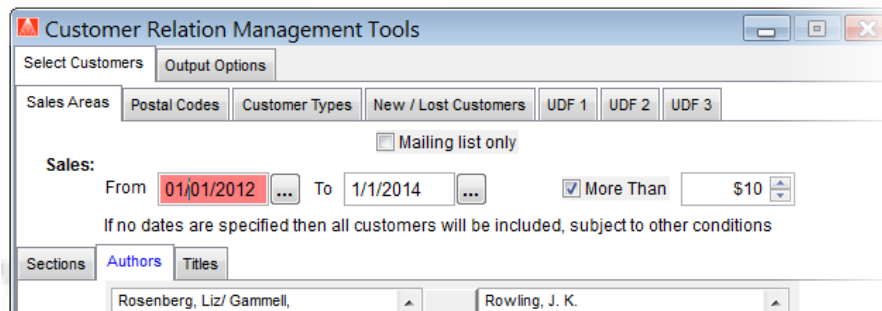 Customer Relation Management Tools
Select Customers Output Options
Sales Areas Postal Codes Customer Types New / Lost Customers UDF 1 UDF 2 UDF 3
Mailing list only
Sales:
From 01/01/2012 ... To 1/1/2014 ... More Than $10
If no dates are specified then all customers will be included, subject to other conditions
Sections Authors Titles
Rosenberg, Liz/ Gammell, Rowling, J. K.